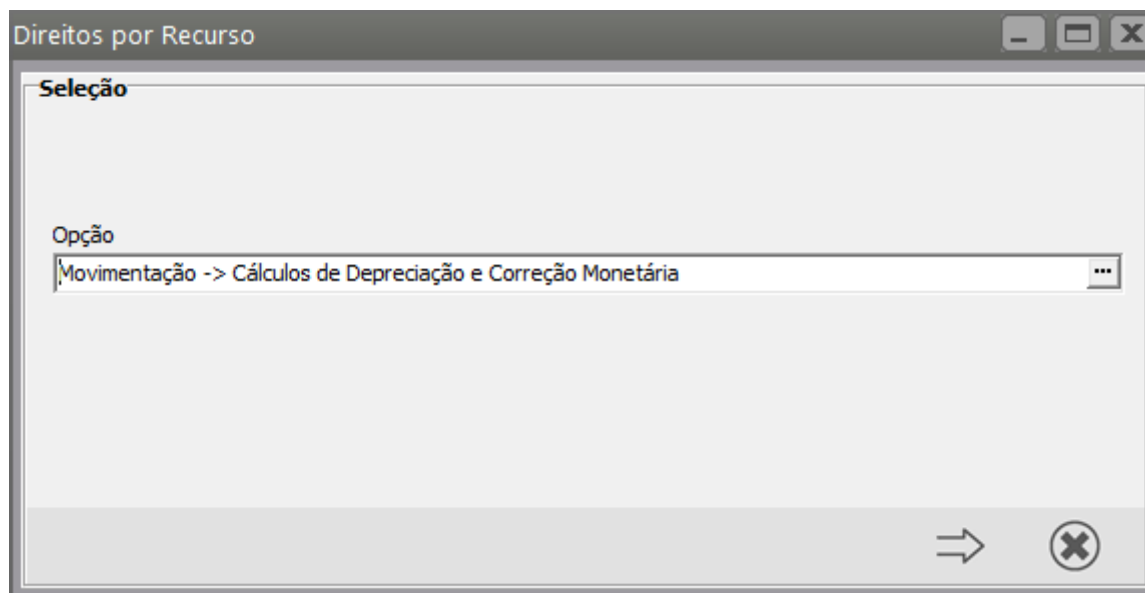 Direitos por Recurso
Seleção
Opção
Movimentação -> Cálculos de Depreciação e Correção Monetária
...